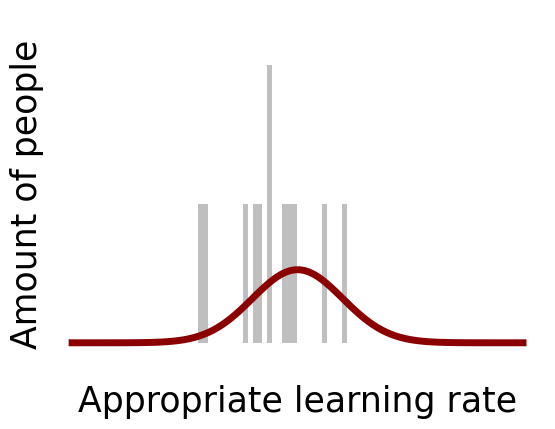 Amount of people
Appropriate learning rate